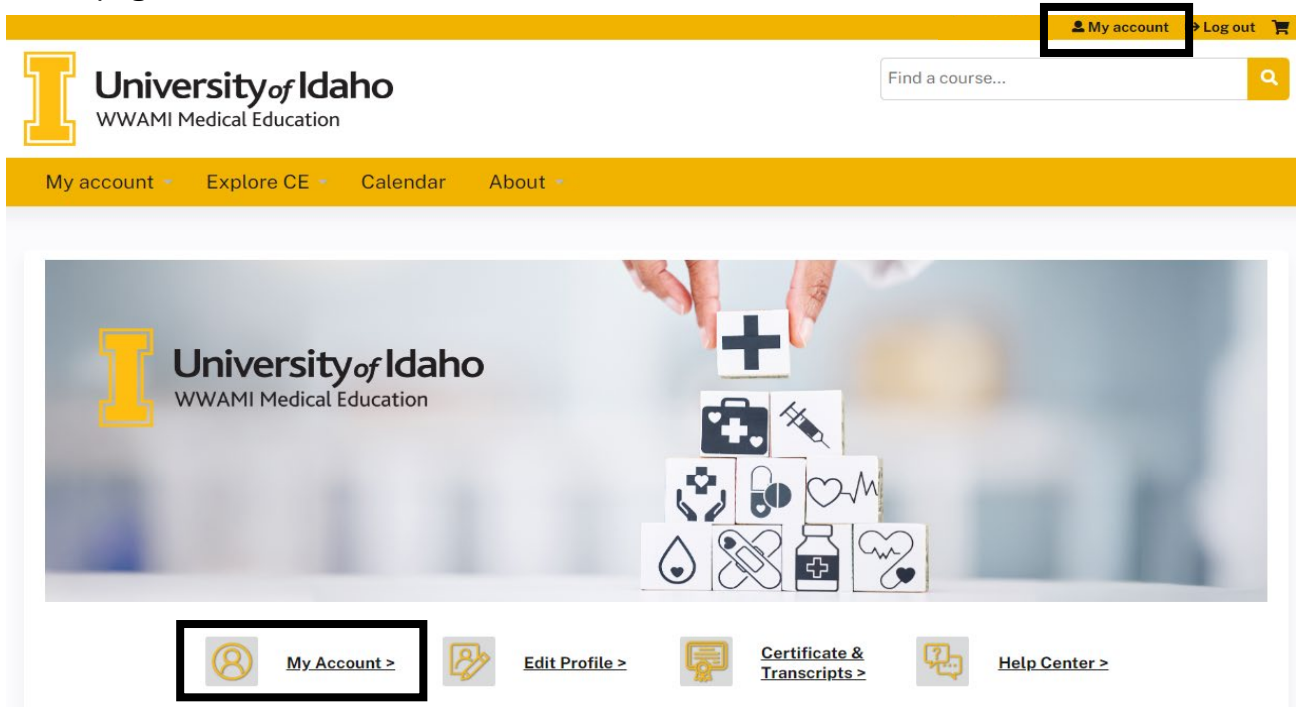 My account Log out
University of Idaho
WWAMI Medical Education
Find a course...
My account Explore CE Calendar About
University of Idaho
WWAMI Medical Education
My Account > Edit Profile > Certificate & Transcripts > Help Center >